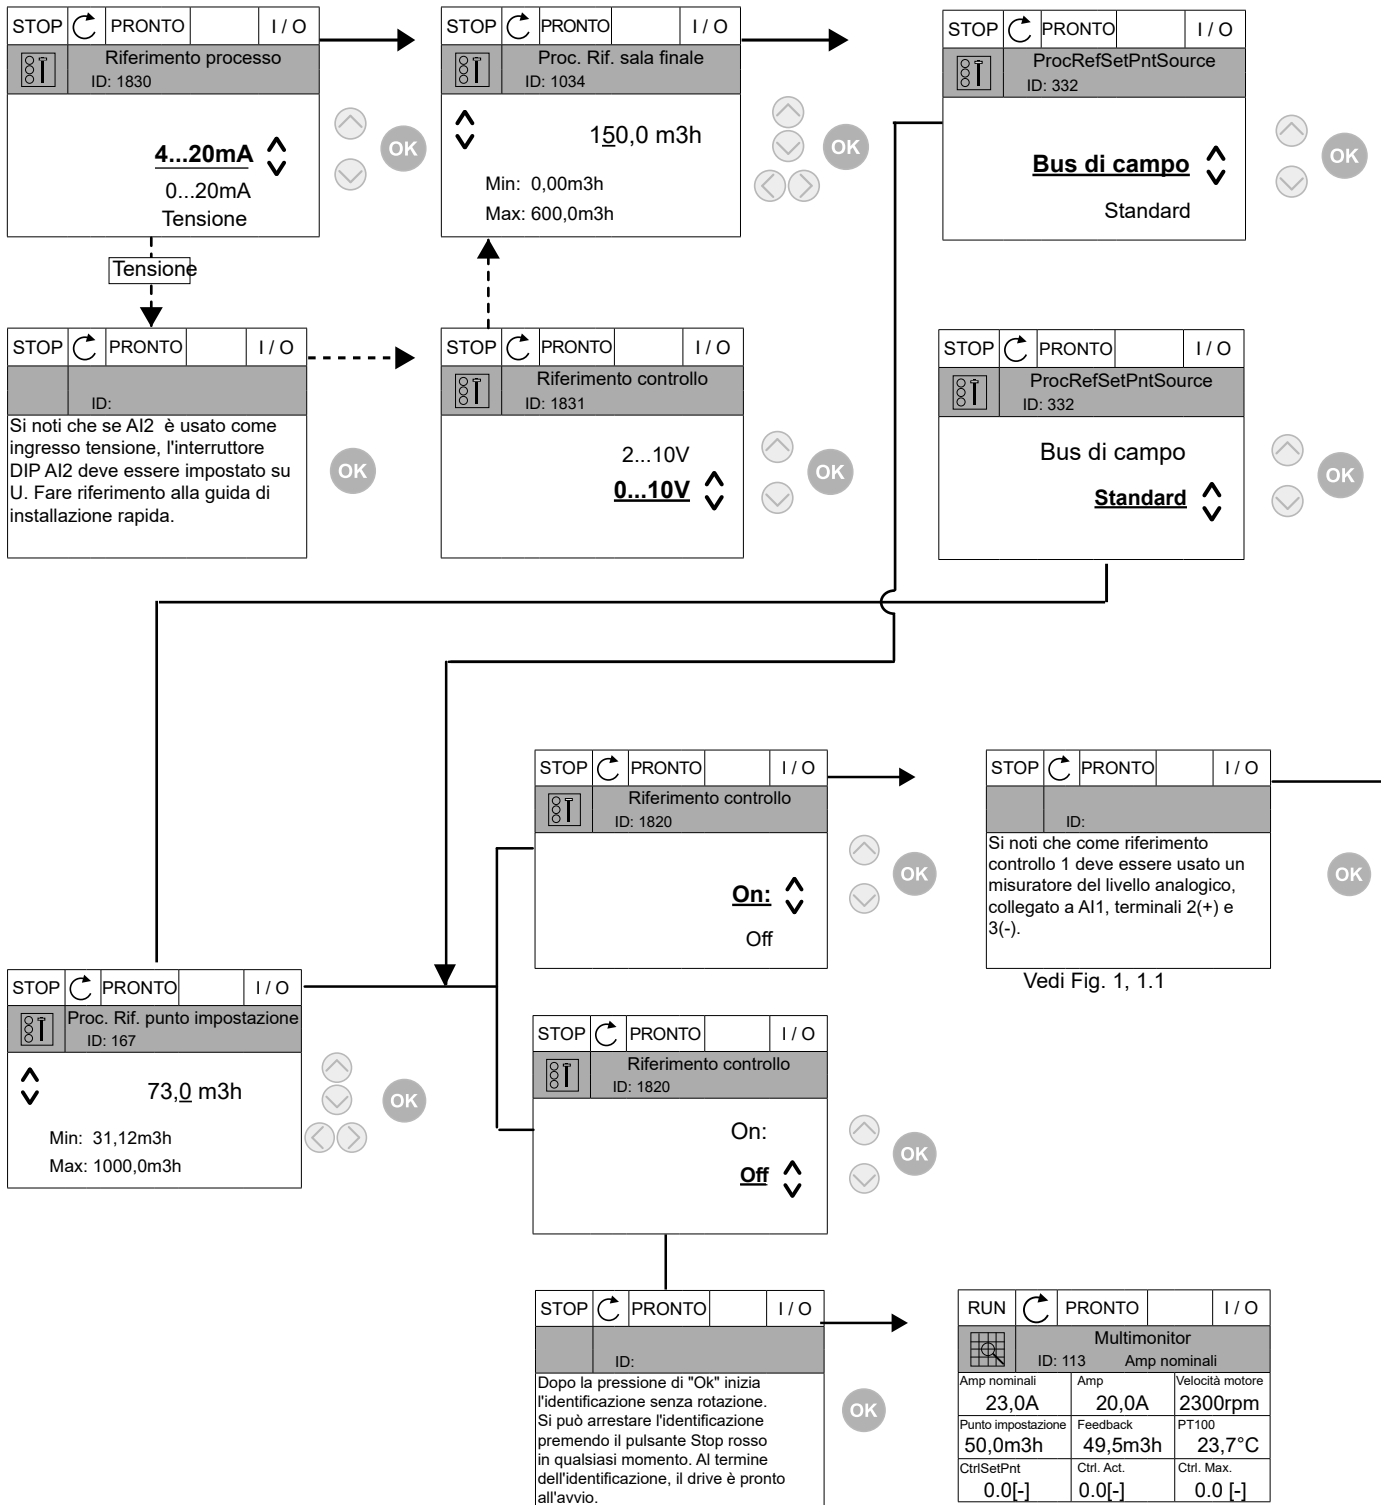 STOP PRONTO I / O
Riferimento processo
ID: 1830
4...20mA
0...20mA
Tensione
OK
STOP PRONTO I / O
Proc. Rif. sala finale
ID: 1034
150,0 m3h
Min: 0,00m3h
Max: 600,0m3h
OK
STOP PRONTO I / O
ProcRefSetPntSource
ID: 332
Bus di campo
Standard
OK
Tensione
STOP PRONTO I / O
ID:
Si noti che se AI2 è usato come
ingresso tensione, l'interruttore
DIP AI2 deve essere impostato su
U. Fare riferimento alla guida di
installazione rapida.
OK
STOP PRONTO I / O
Riferimento controllo
ID: 1831
2...10V
0...10V
OK
STOP PRONTO I / O
ProcRefSetPntSource
ID: 332
Bus di campo
Standard
OK
STOP PRONTO I / O
Riferimento controllo
ID: 1820
On:
Off
OK
STOP PRONTO I / O
ID:
Si noti che come riferimento
controllo 1 deve essere usato un
misuratore del livello analogico,
collegato a AI1, terminali 2(+) e
3(-).
OK
Vedi Fig. 1, 1.1
STOP PRONTO I / O
Proc. Rif. punto impostazione
ID: 167
73,0 m3h
Min: 31,12m3h
Max: 1000,0m3h
OK
STOP PRONTO I / O
Riferimento controllo
ID: 1820
On:
Off
OK
STOP PRONTO I / O
ID:
Dopo la pressione di "Ok" inizia
l'identificazione senza rotazione.
Si può arrestare l'identificazione
premendo il pulsante Stop rosso
in qualsiasi momento. Al termine
dell'identificazione, il drive è pronto
all'avvio.
OK
RUN PRONTO I / O
Multimonitor
ID: 113 Amp nominali
Amp nominali Amp Velocità motore
23,0A 20,0A 2300rpm
Punto impostazione Feedback PT100
50,0m3h 49,5m3h 23,7°C
CtrlSetPnt Ctrl. Act. Ctrl. Max.
0.0[-] 0.0[-] 0.0 [-]